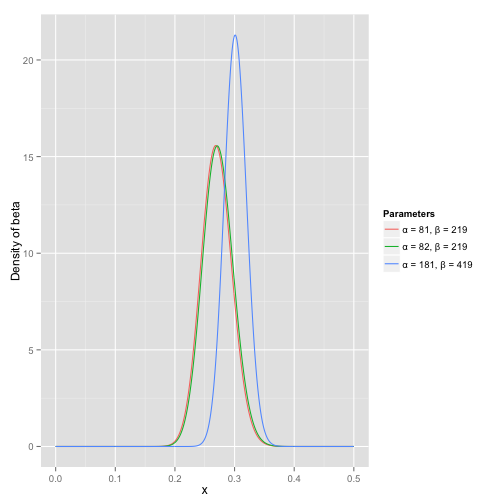 20
15
10
5
0
Density of beta
0.0 0.1 0.2 0.3 0.4 0.5
x
Parameters
α = 81, β = 219
α = 82, β = 219
α = 181, β = 419